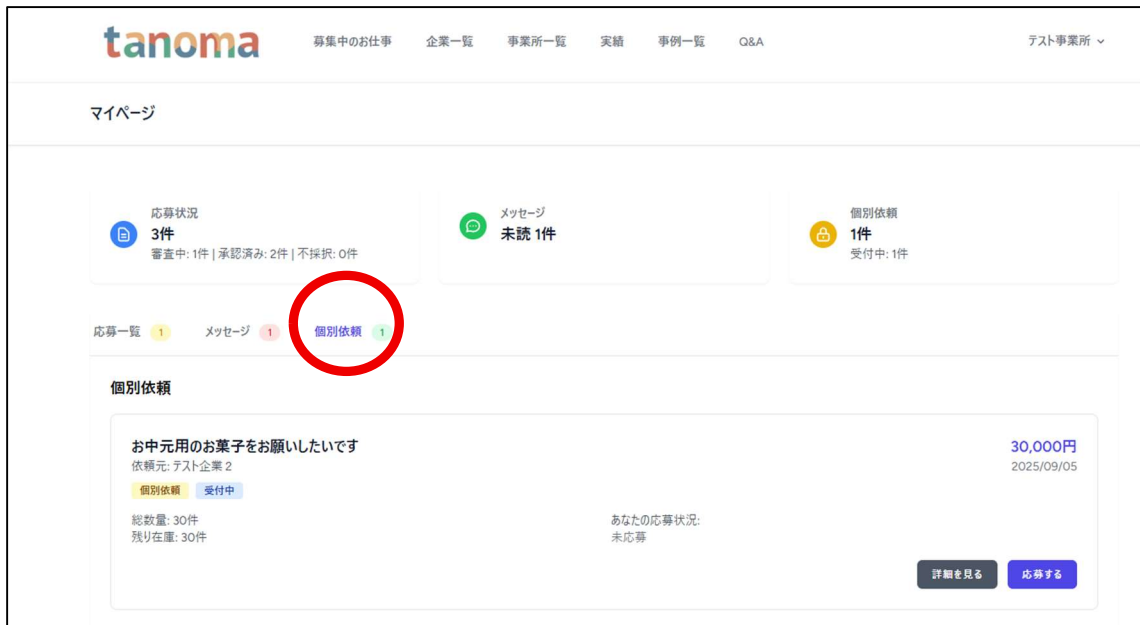 tanoma 募集中のお仕事 企業一覧 事業所一覧 実績 事例一覧 Q&A テスト事業所
マイページ
応募状況
3件
審査中: 1件 | 承認済み: 2件 | 不採択: 0件
メッセージ
未読 1件
個別依頼
1件
受付中: 1件
応募一覧 1 メッセージ 1 個別依頼 1
個別依頼
お中元用のお菓子をお願いしたいです
依頼元: テスト企業2
個別依頼 受付中
30,000円
2025/09/05
総数量: 30件
残り在庫: 30件
あなたの応募状況:
未応募
詳細を見る 応募する